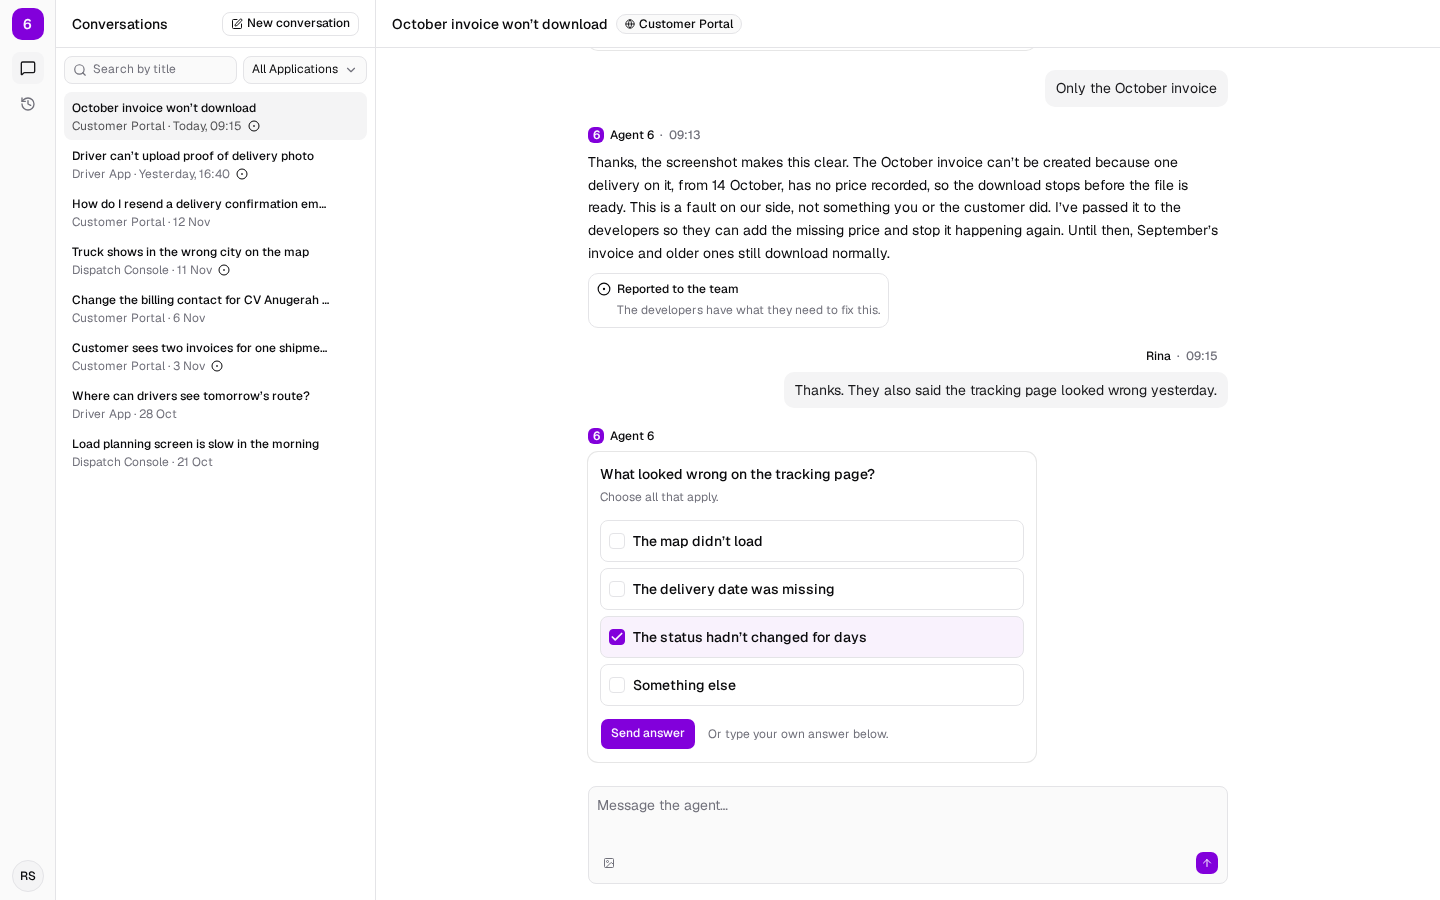 6
Conversations
New conversation
Search by title
All Applications
October invoice won't download
Customer Portal · Today, 09:15
Driver can't upload proof of delivery photo
Driver App · Yesterday, 16:40
How do I resend a delivery confirmation em...
Customer Portal · 12 Nov
Truck shows in the wrong city on the map
Dispatch Console · 11 Nov
Change the billing contact for CV Anugerah ...
Customer Portal · 6 Nov
Customer sees two invoices for one shipme...
Customer Portal · 3 Nov
Where can drivers see tomorrow's route?
Driver App · 28 Oct
Load planning screen is slow in the morning
Dispatch Console · 21 Oct
RS
October invoice won't download
Customer Portal
Only the October invoice
6 Agent 6 · 09:13
Thanks, the screenshot makes this clear. The October invoice can't be created because one
delivery on it, from 14 October, has no price recorded, so the download stops before the file is
ready. This is a fault on our side, not something you or the customer did. I've passed it to the
developers so they can add the missing price and stop it happening again. Until then, September's
invoice and older ones still download normally.
Reported to the team
The developers have what they need to fix this.
Rina · 09:15
Thanks. They also said the tracking page looked wrong yesterday.
6 Agent 6
What looked wrong on the tracking page?
Choose all that apply.
The map didn't load
The delivery date was missing
The status hadn't changed for days
Something else
Send answer
Or type your own answer below.
Message the agent...